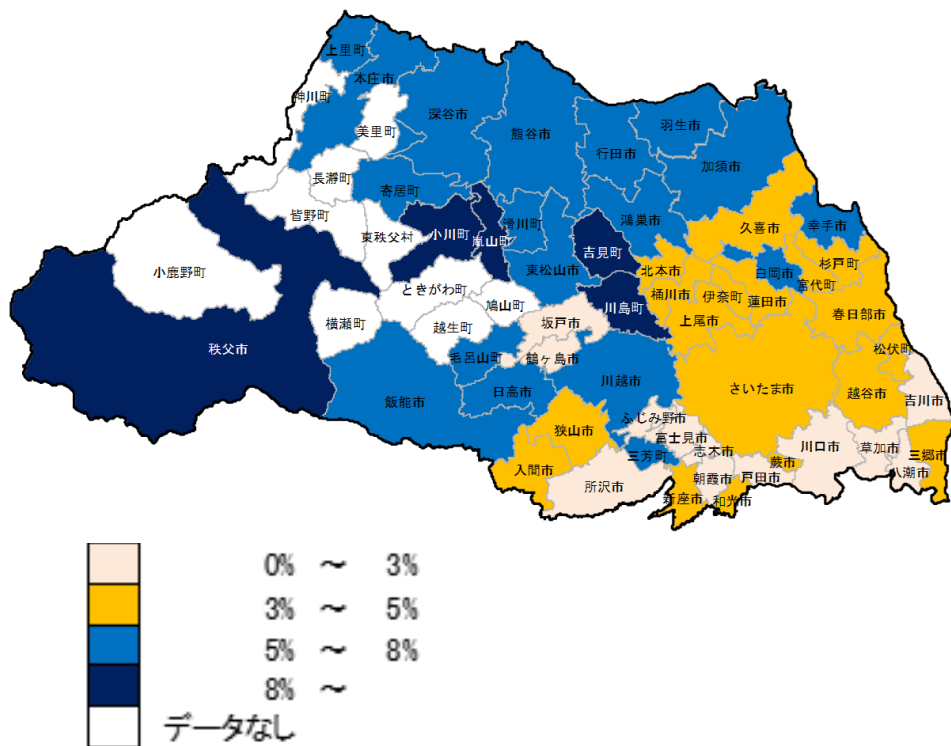 上里町
本庄市
神川町
美里町
深谷市
熊谷市
行田市
羽生市
加須市
長瀞町
寄居町
皆野町
東秩父村
小川町
嵐山町
滑川町
吉見町
鴻巣市
久喜市
幸手市
小鹿野町
東松山市
北本市
白岡市
杉戸町
宮代町
ときがわ町
鳩山町
川島町
桶川市
伊奈町
蓮田市
春日部市
横瀬町
越生町
坂戸市
上尾市
秩父市
毛呂山町
鶴ヶ島市
松伏町
飯能市
日高市
川越市
さいたま市
越谷市
吉川市
狭山市
ふじみ野市
富士見市
三芳町
志木市
川口市
草加市
三郷市
入間市
所沢市
朝霞市
戸田市
蕨市
八潮市
新座市
和光市
0% ～ 3%
3% ～ 5%
5% ～ 8%
8% ～
データなし